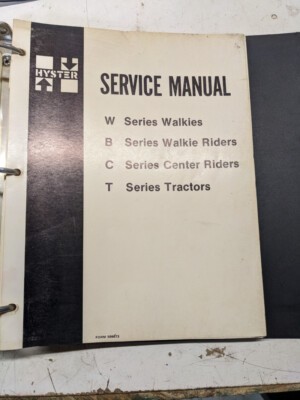 HYSTER
SERVICE MANUAL
W Series Walkies
B Series Walkie Riders
C Series Center Riders
T Series Tractors